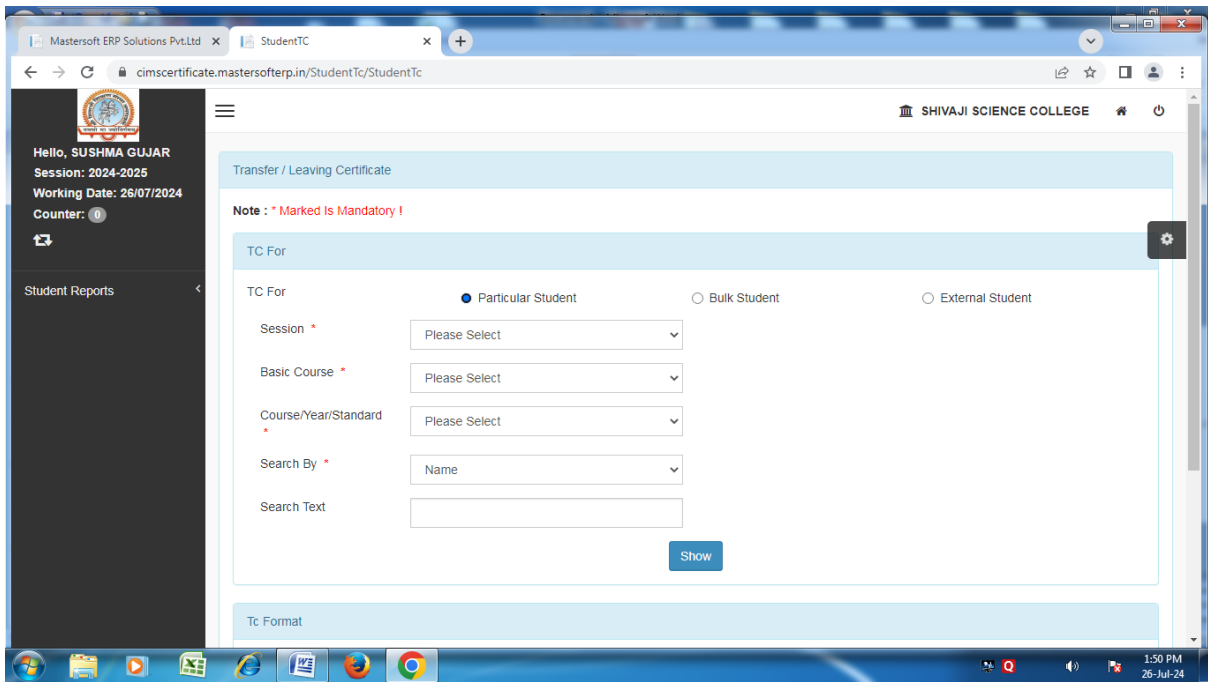 Mastersoft ERP Solutions Pvt.Ltd
StudentTC
cimscertificate.mastersofterp.in/StudentTc/StudentTc
SHIVAJI SCIENCE COLLEGE
Hello, SUSHMA GUJAR
Session: 2024-2025
Working Date: 26/07/2024
Counter: 0
Student Reports
Transfer / Leaving Certificate
Note : * Marked Is Mandatory !
TC For
TC For Particular Student Bulk Student External Student
Session * Please Select
Basic Course * Please Select
Course/Year/Standard * Please Select
Search By * Name
Search Text
Show
Tc Format
1:50 PM
26-Jul-24